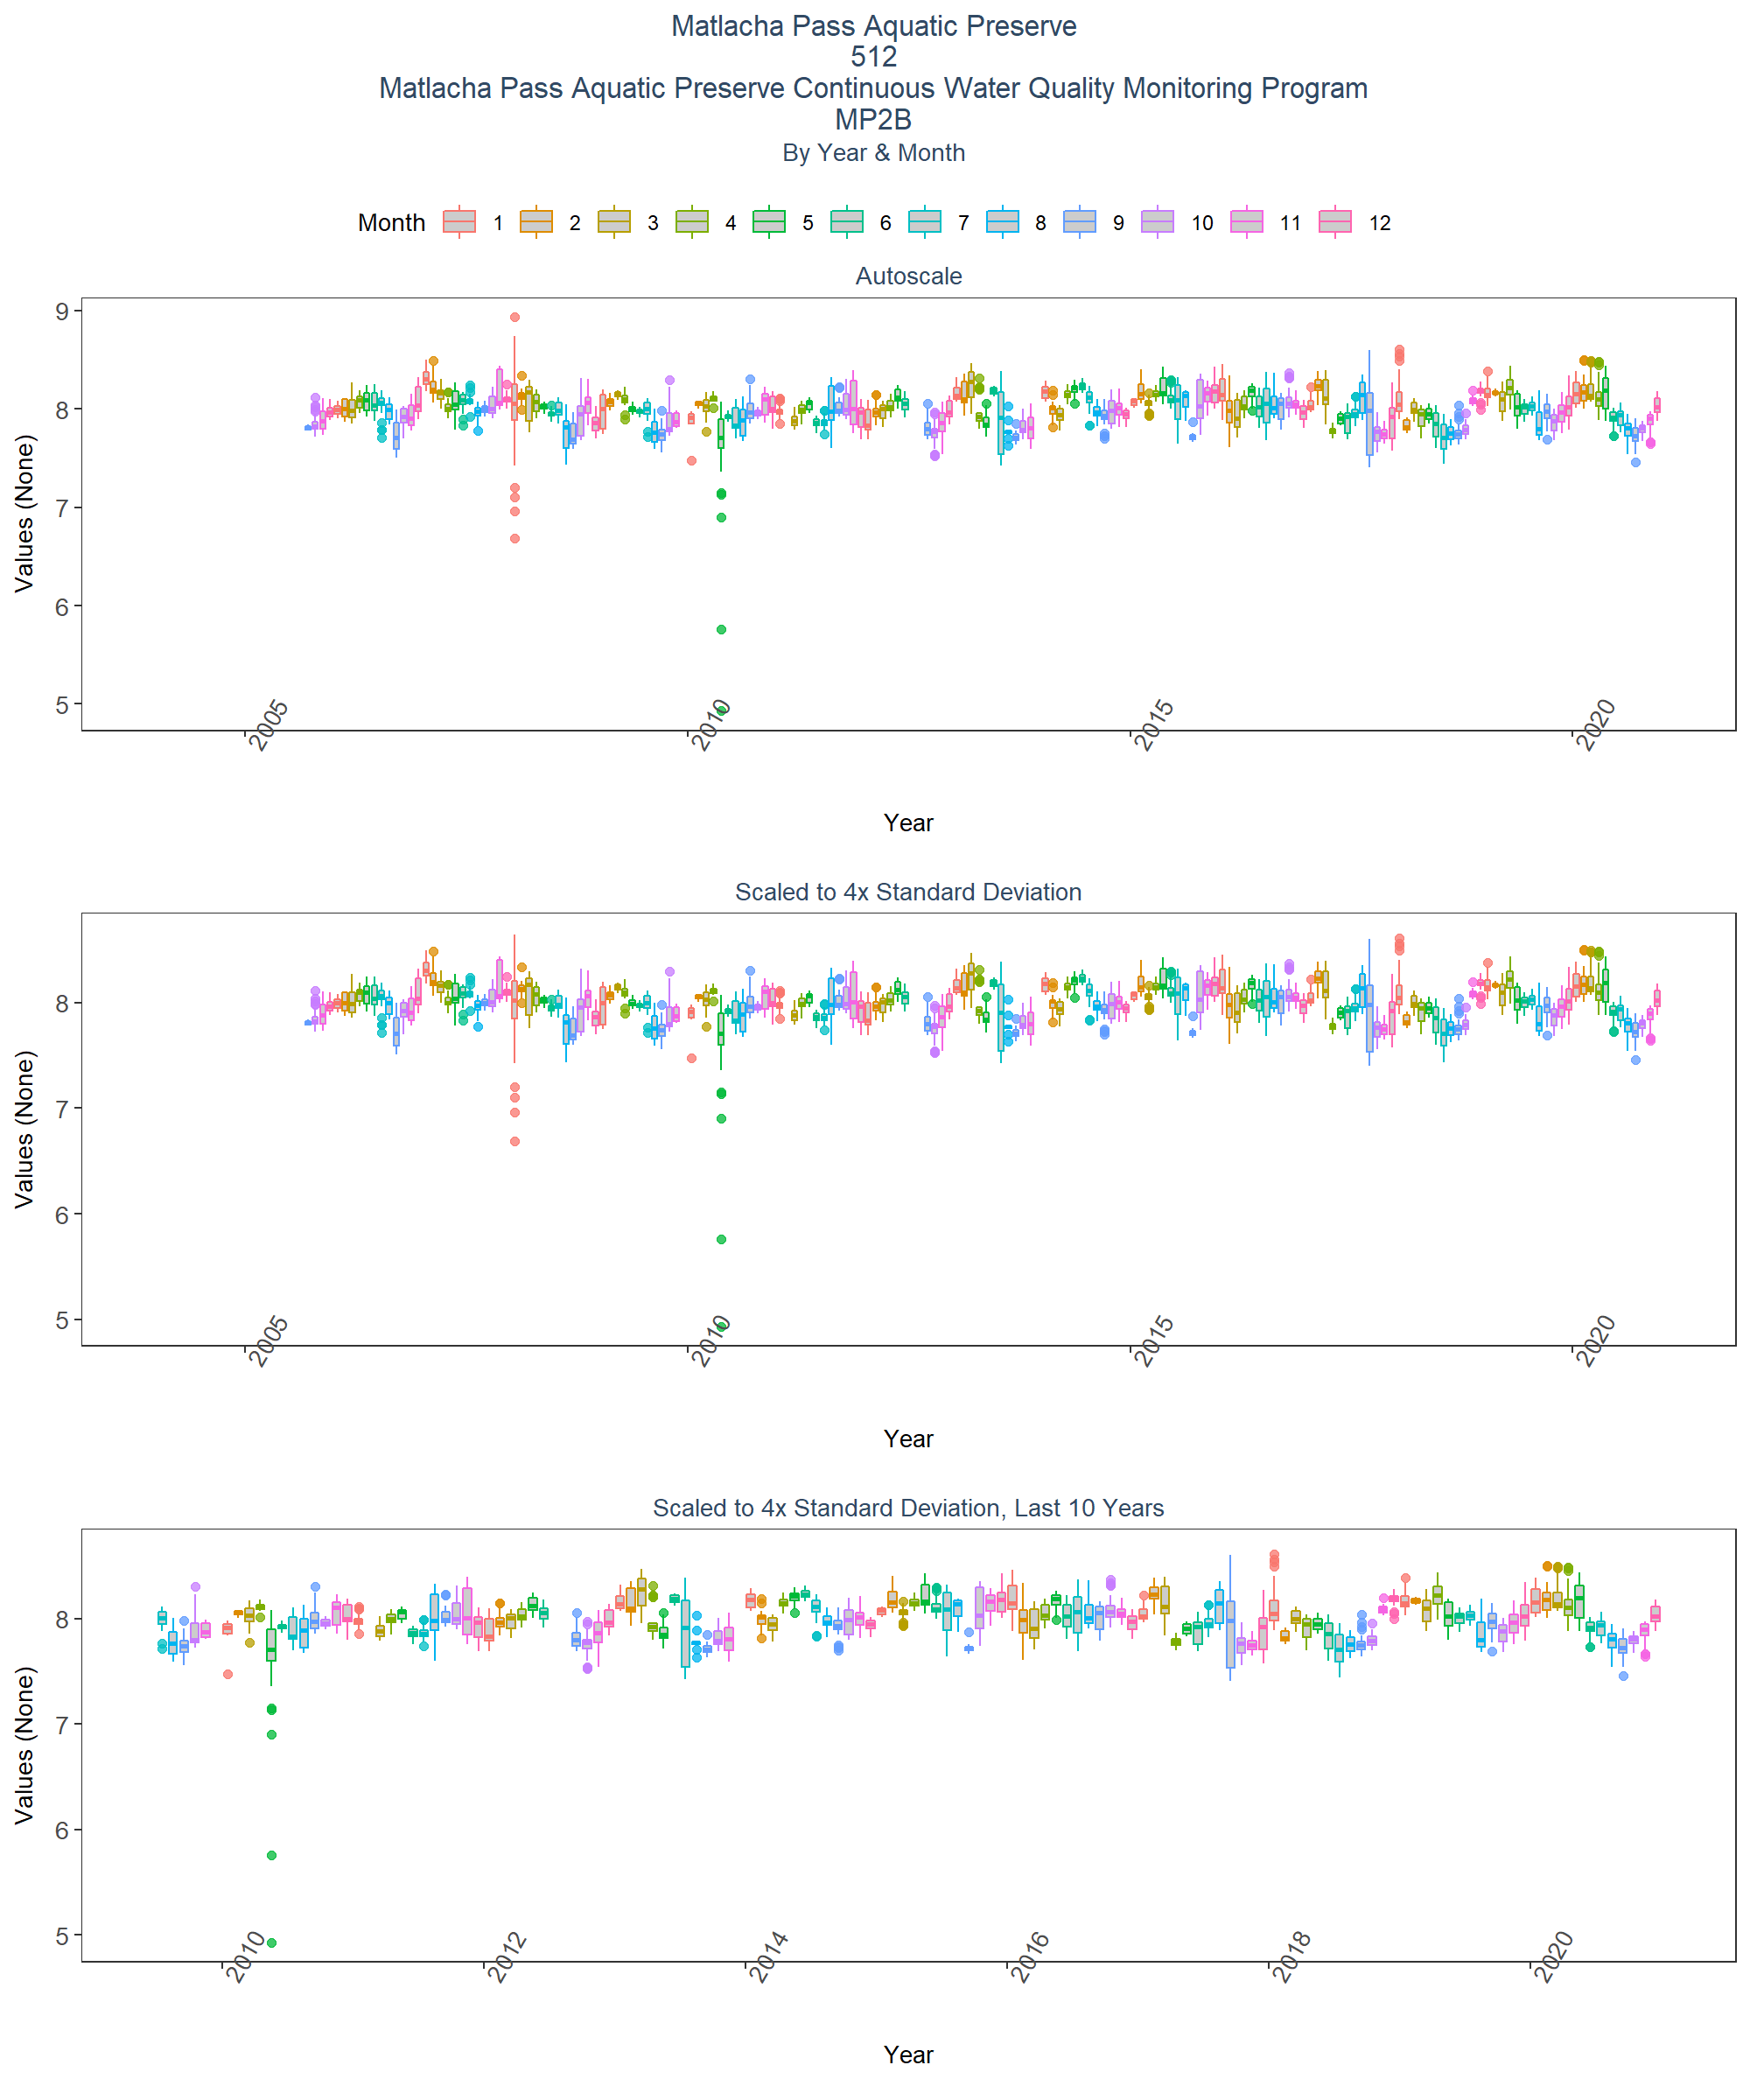 Matlacha Pass Aquatic Preserve
512
Matlacha Pass Aquatic Preserve Continuous Water Quality Monitoring Program
MP2B
By Year & Month
Month 1 2 3 4 5 6 7 8 9 10 11 12
Autoscale
Values (None)
9
8
7
6
5
2005 2010 2015 2020
Year
Scaled to 4x Standard Deviation
Values (None)
8
7
6
5
2005 2010 2015 2020
Year
Scaled to 4x Standard Deviation, Last 10 Years
Values (None)
8
7
6
5
2010 2012 2014 2016 2018 2020
Year